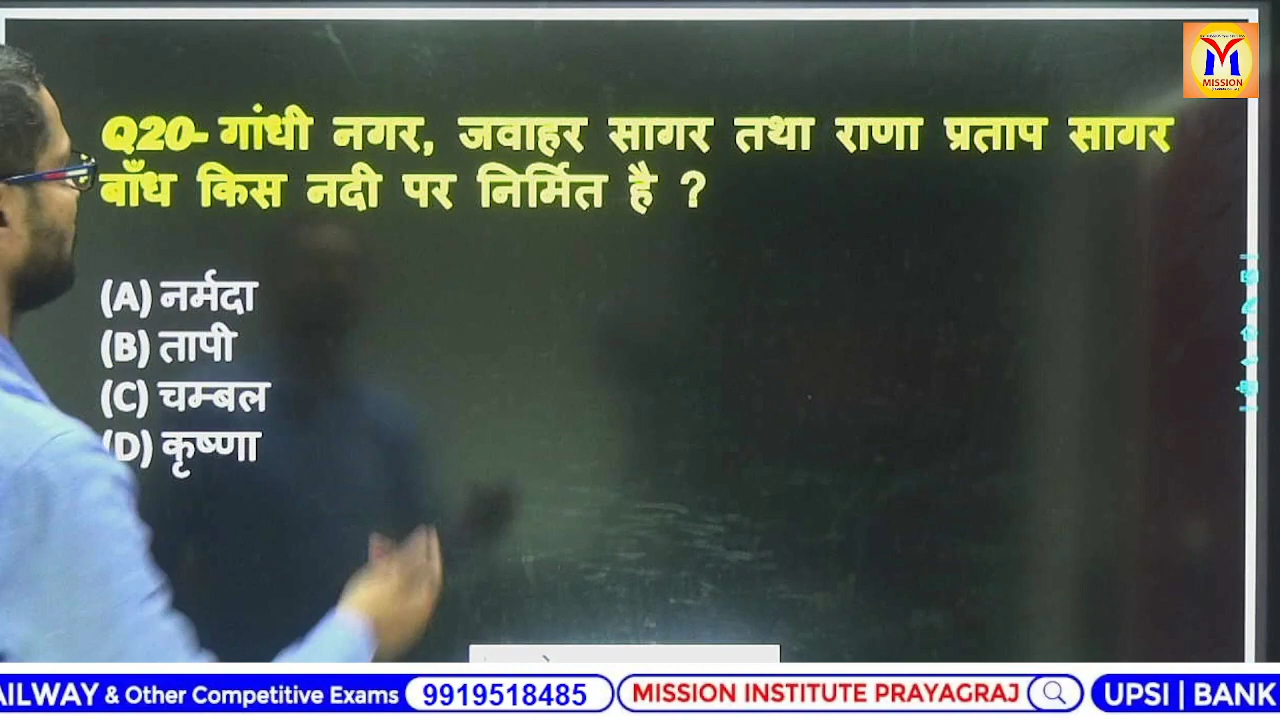 Q20- गांधी नगर, जवाहर सागर तथा राणा प्रताप सागर
बाँध किस नदी पर निर्मित है ?
(A) नर्मदा
(B) तापी
(C) चम्बल
(D) कृष्णा
MISSION
AILWAY & Other Competitive Exams 9919518485 MISSION INSTITUTE PRAYAGRAJ UPSI | BANK